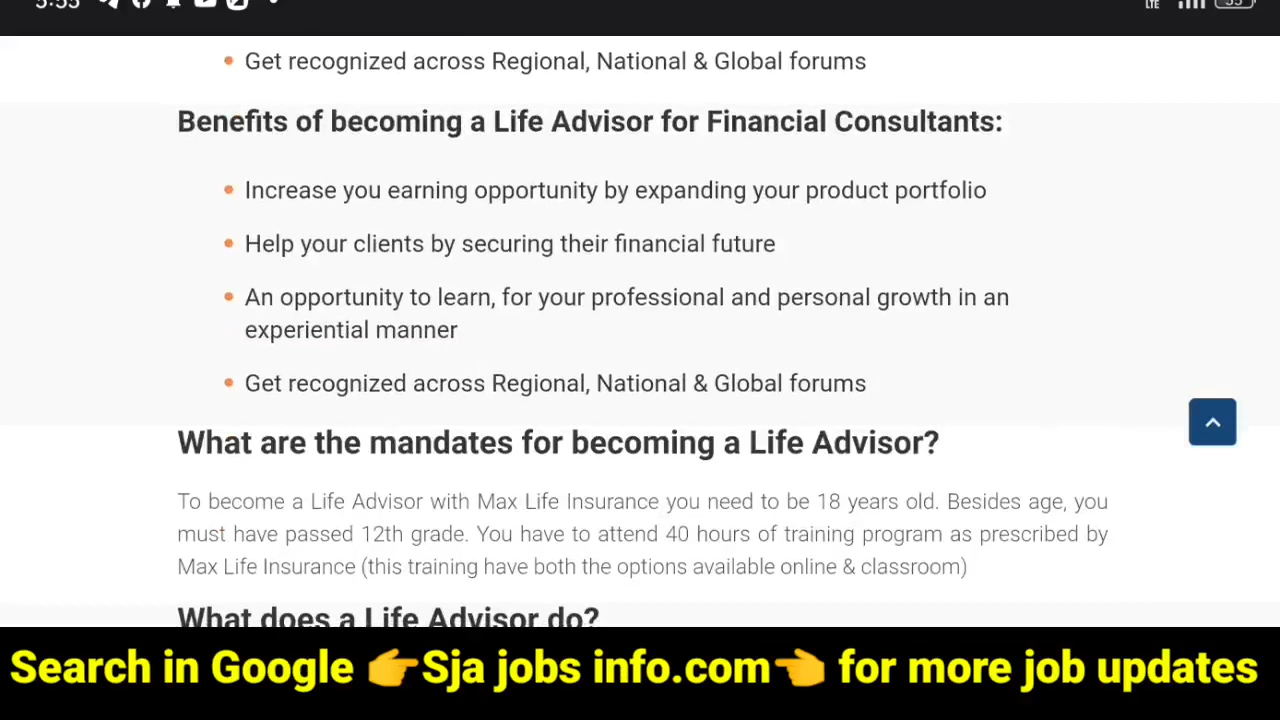 5:55
LTE
55
Get recognized across Regional, National & Global forums
Benefits of becoming a Life Advisor for Financial Consultants:
Increase you earning opportunity by expanding your product portfolio
Help your clients by securing their financial future
An opportunity to learn, for your professional and personal growth in an
experiential manner
Get recognized across Regional, National & Global forums
What are the mandates for becoming a Life Advisor?
To become a Life Advisor with Max Life Insurance you need to be 18 years old. Besides age, you
must have passed 12th grade. You have to attend 40 hours of training program as prescribed by
Max Life Insurance (this training have both the options available online & classroom)
What does a Life Advisor do?
Search in Google 👉Sja jobs info.com👈 for more job updates